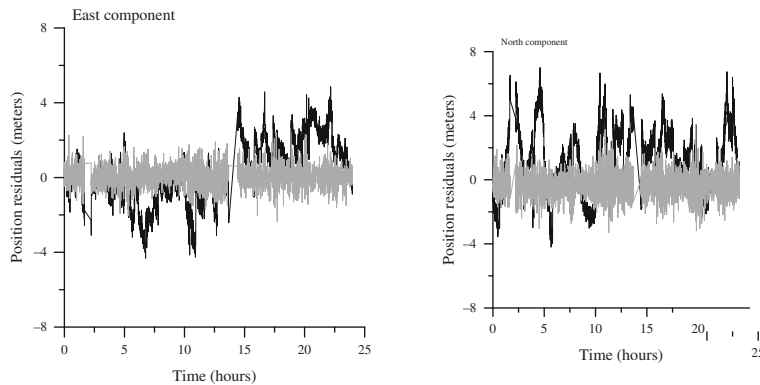 East component
8
4
0
−4
−8
Position residuals (meters)
0 5 10 15 20 25
Time (hours)
North component
8
4
0
−4
−8
Position residuals (meters)
0 5 10 15 20
Time (hours)